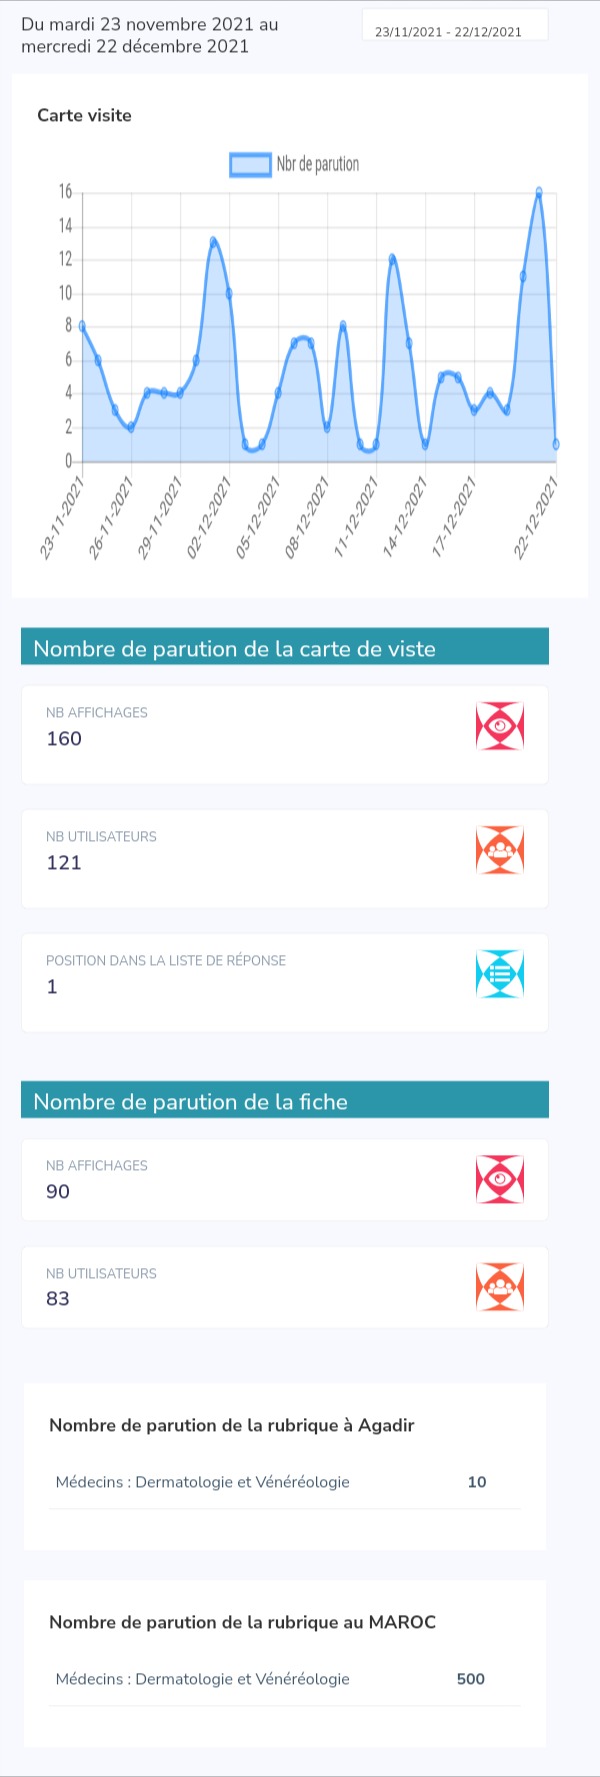 Du mardi 23 novembre 2021 au
mercredi 22 décembre 2021
23/11/2021 - 22/12/2021
Carte visite
Nbr de parution
16
14
12
10
8
6
4
2
0
23-11-2021
26-11-2021
29-11-2021
02-12-2021
05-12-2021
08-12-2021
11-12-2021
14-12-2021
17-12-2021
22-12-2021
Nombre de parution de la carte de viste
NB AFFICHAGES
160
NB UTILISATEURS
121
POSITION DANS LA LISTE DE RÉPONSE
1
Nombre de parution de la fiche
NB AFFICHAGES
90
NB UTILISATEURS
83
Nombre de parution de la rubrique à Agadir
Médecins : Dermatologie et Vénéréologie 10
Nombre de parution de la rubrique au MAROC
Médecins : Dermatologie et Vénéréologie 500